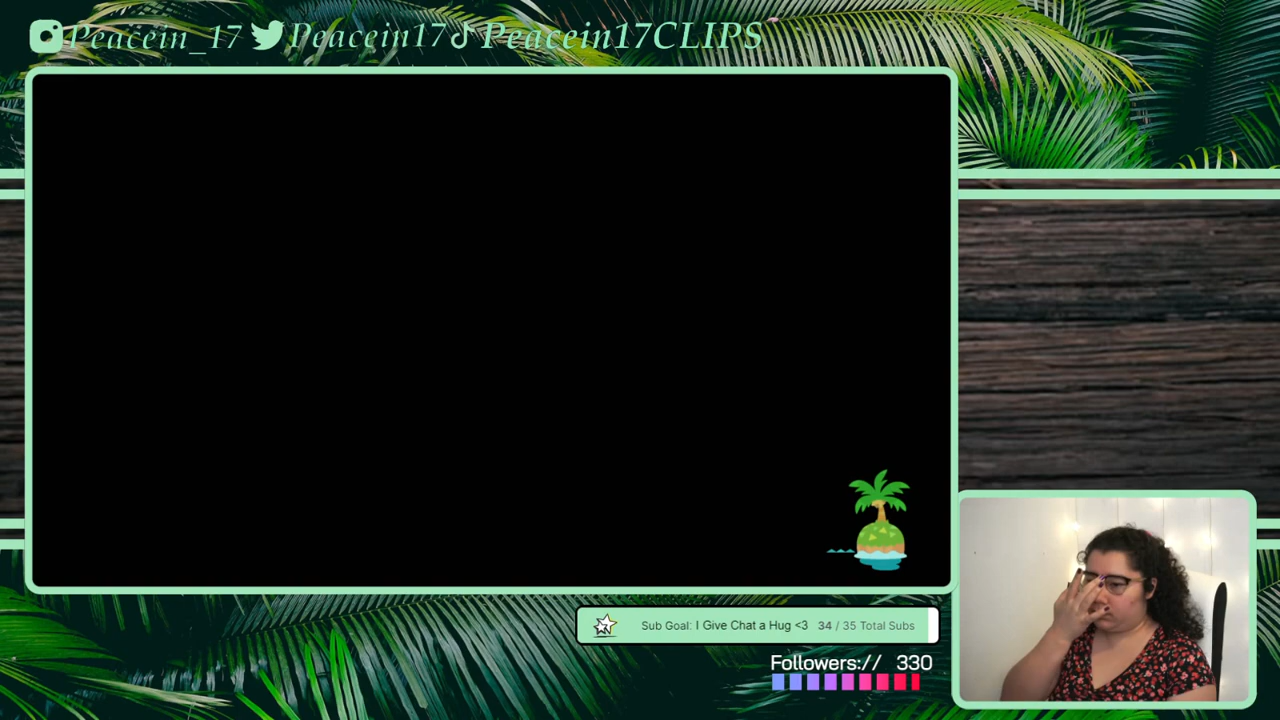 Peacein_17 Peacein17 Peacein17CLIPS
Sub Goal: I Give Chat a Hug <3 34 / 35 Total Subs
Followers:// 330